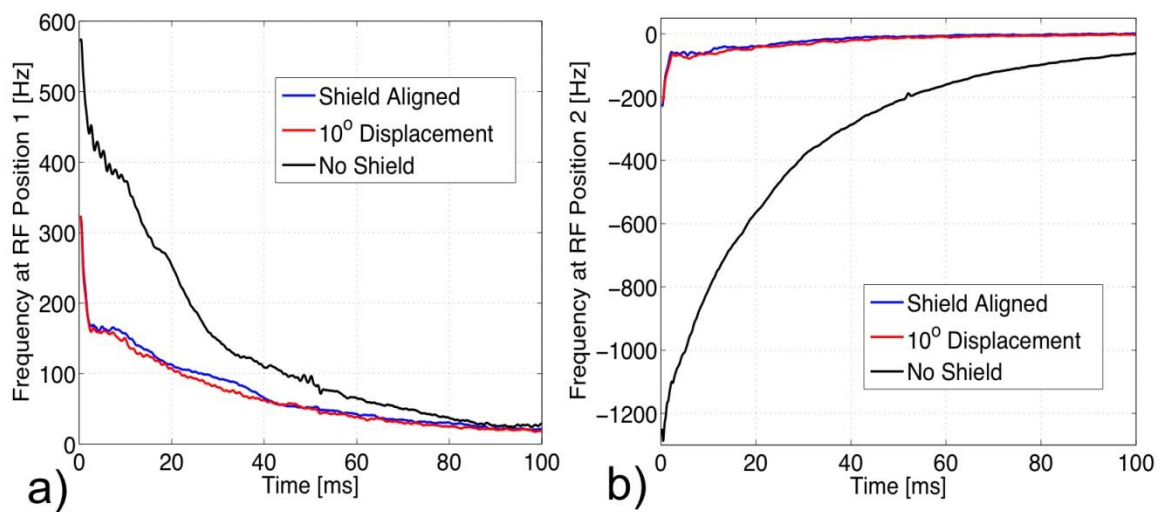 600
500
400
300
200
100
0
Frequency at RF Position 1 [Hz]
Shield Aligned
10° Displacement
No Shield
0 20 40 60 80 100
Time [ms]
a)
0
−200
−400
−600
−800
−1000
−1200
Frequency at RF Position 2 [Hz]
Shield Aligned
10° Displacement
No Shield
0 20 40 60 80 100
Time [ms]
b)